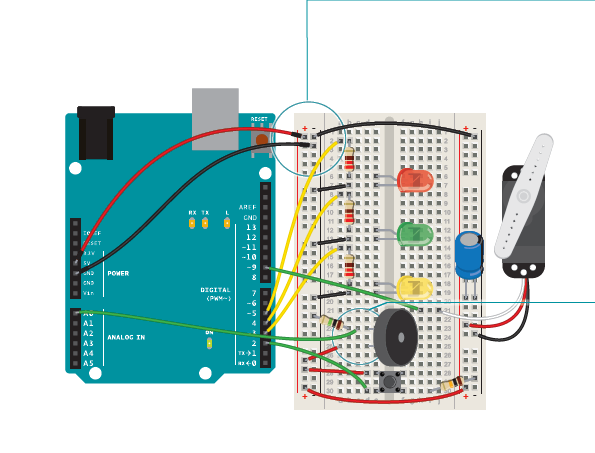 RESET
+ -
+ -
AREF
GND
RX TX L
13
12
~11
~10
~9
8
IOREF
RESET
3.3V
5V
GND
GND
Vin
POWER
DIGITAL
(PWM~)
7
~6
~5
4
~3
2
TX→1
RX←0
A0
A1
A2
A3
A4
A5
ANALOG IN
ON
+ -
+ -